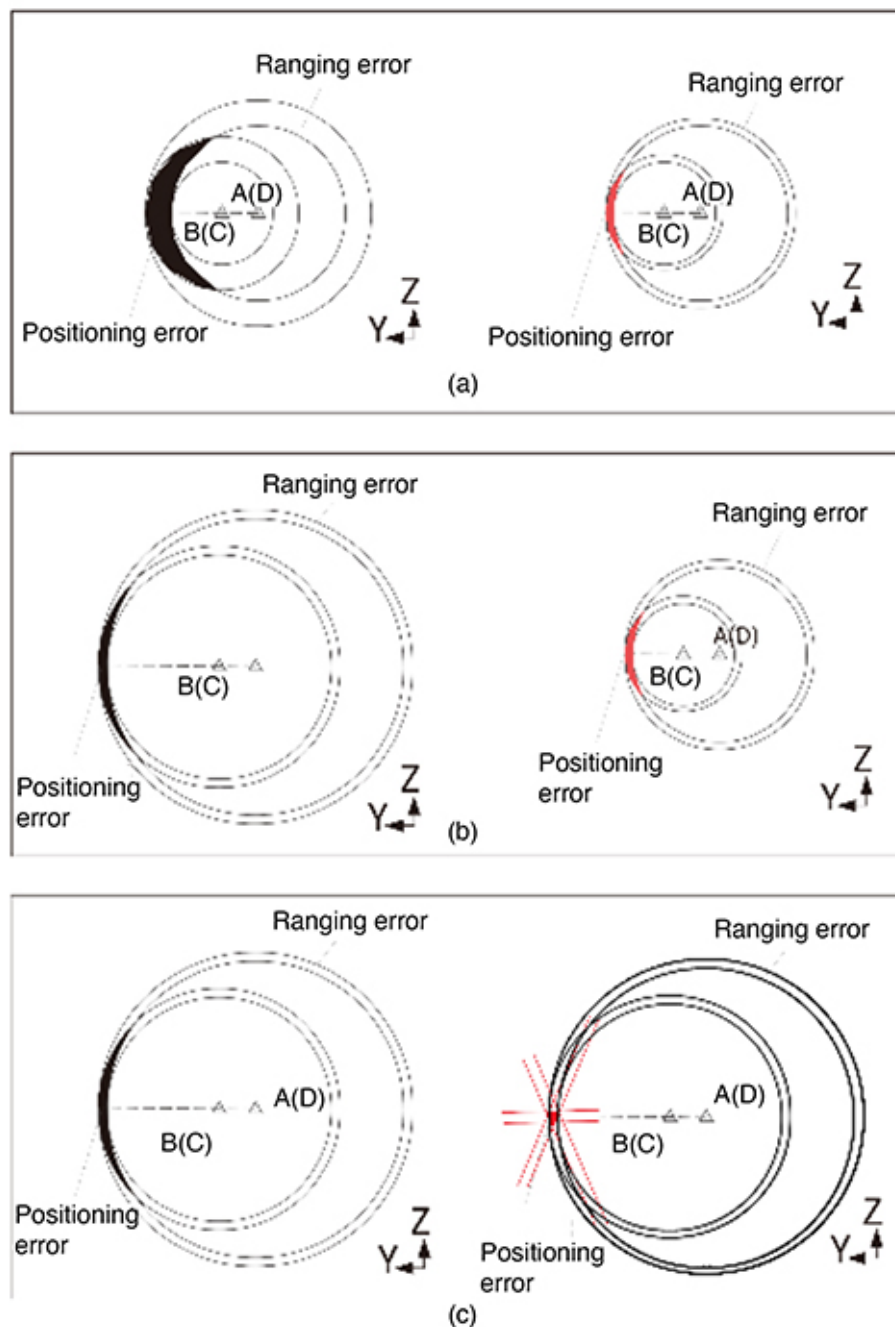 Ranging error
A(D)
B(C)
Positioning error
Z
Y
Ranging error
A(D)
B(C)
Positioning error
Z
Y
(a)
Ranging error
B(C)
Positioning
error
Z
Y
Ranging error
A(D)
B(C)
Positioning
error
Z
Y
(b)
Ranging error
A(D)
B(C)
Positioning
error
Z
Y
Ranging error
A(D)
B(C)
Positioning
error
Z
Y
(c)